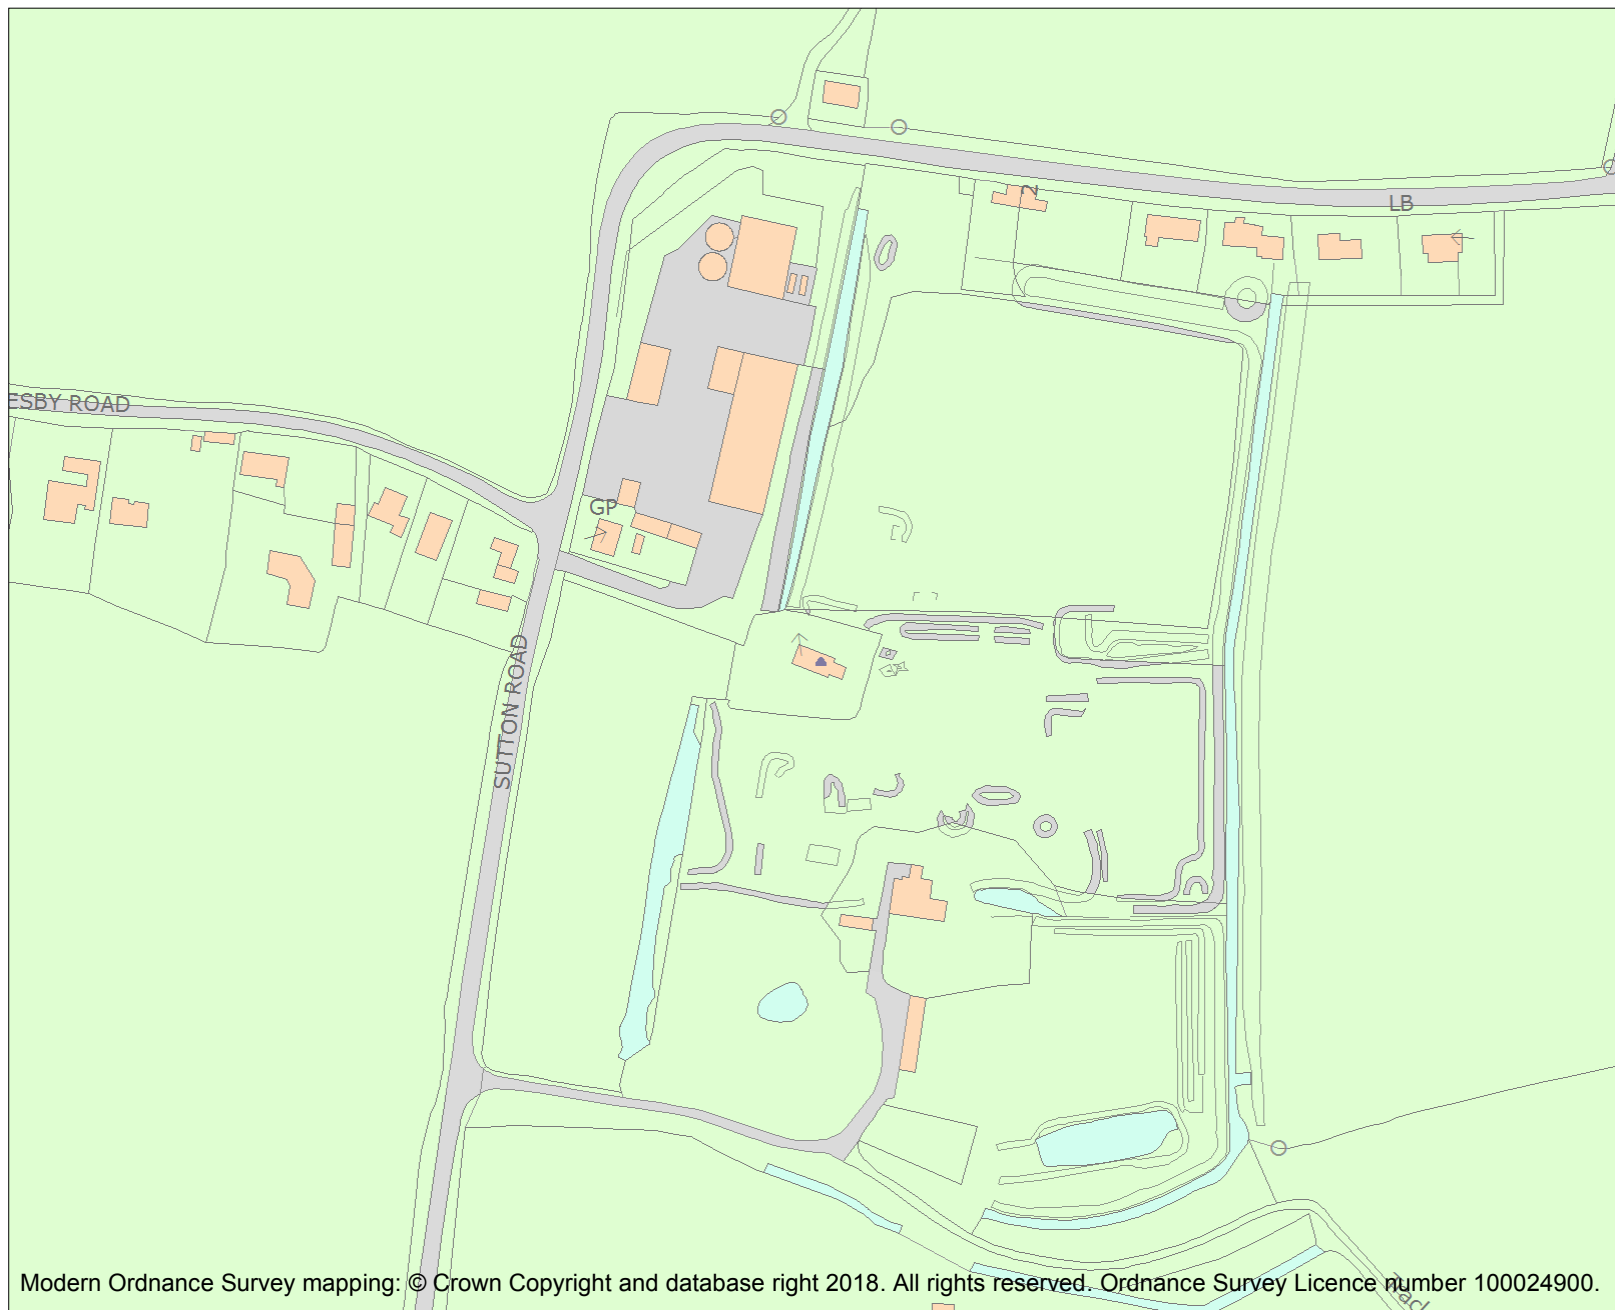 2
LB
ESBY ROAD
GP
SUTTON ROAD
Modern Ordnance Survey mapping: © Crown Copyright and database right 2018. All rights reserved. Ordnance Survey Licence number 100024900.